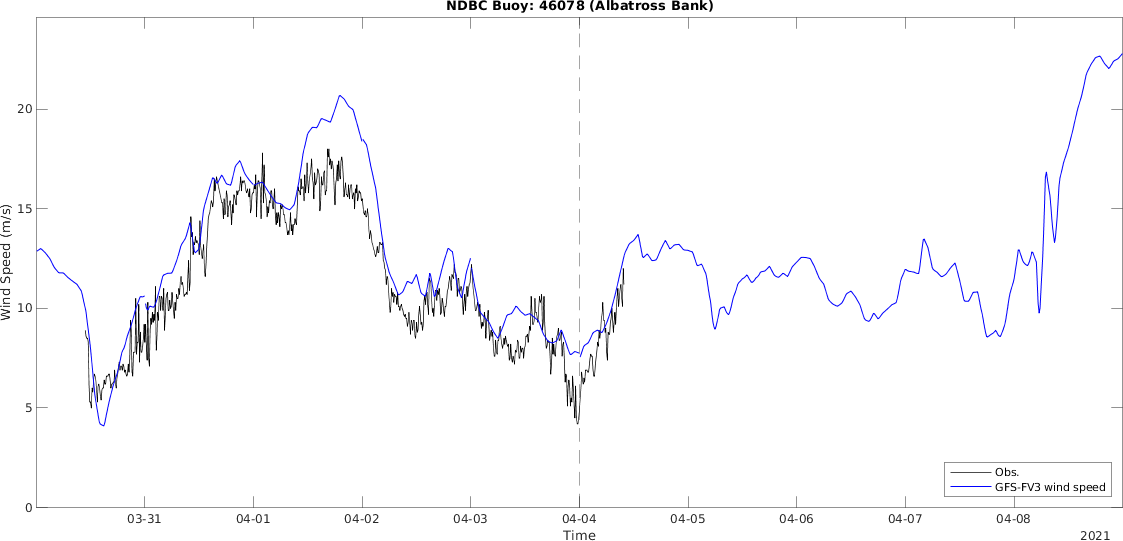 NDBC Buoy: 46078 (Albatross Bank)
Wind Speed (m/s)
20
15
10
5
0
03-31 04-01 04-02 04-03 04-04 04-05 04-06 04-07 04-08
Time
2021
Obs.
GFS-FV3 wind speed